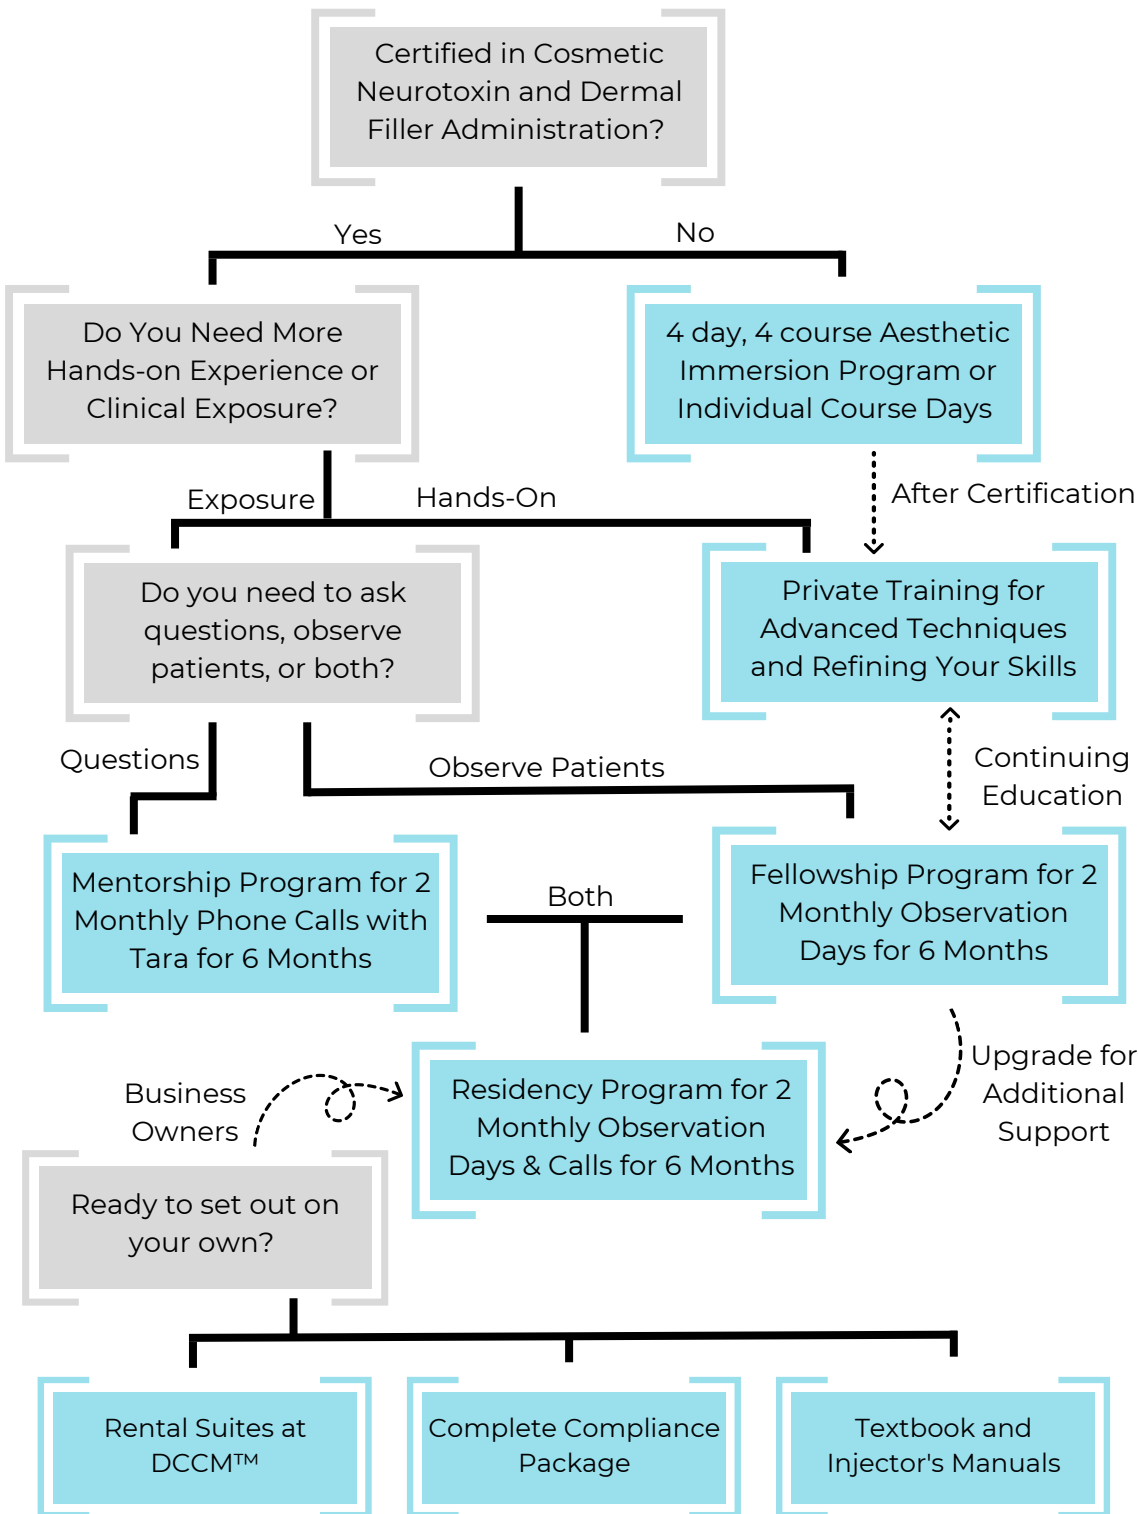 Certified in Cosmetic
Neurotoxin and Dermal
Filler Administration?
Yes
No
Do You Need More
Hands-on Experience or
Clinical Exposure?
4 day, 4 course Aesthetic
Immersion Program or
Individual Course Days
Exposure
Hands-On
After Certification
Do you need to ask
questions, observe
patients, or both?
Private Training for
Advanced Techniques
and Refining Your Skills
Questions
Observe Patients
Continuing
Education
Mentorship Program for 2
Monthly Phone Calls with
Tara for 6 Months
Both
Fellowship Program for 2
Monthly Observation
Days for 6 Months
Business
Owners
Residency Program for 2
Monthly Observation
Days & Calls for 6 Months
Upgrade for
Additional
Support
Ready to set out on
your own?
Rental Suites at
DCCM™
Complete Compliance
Package
Textbook and
Injector's Manuals